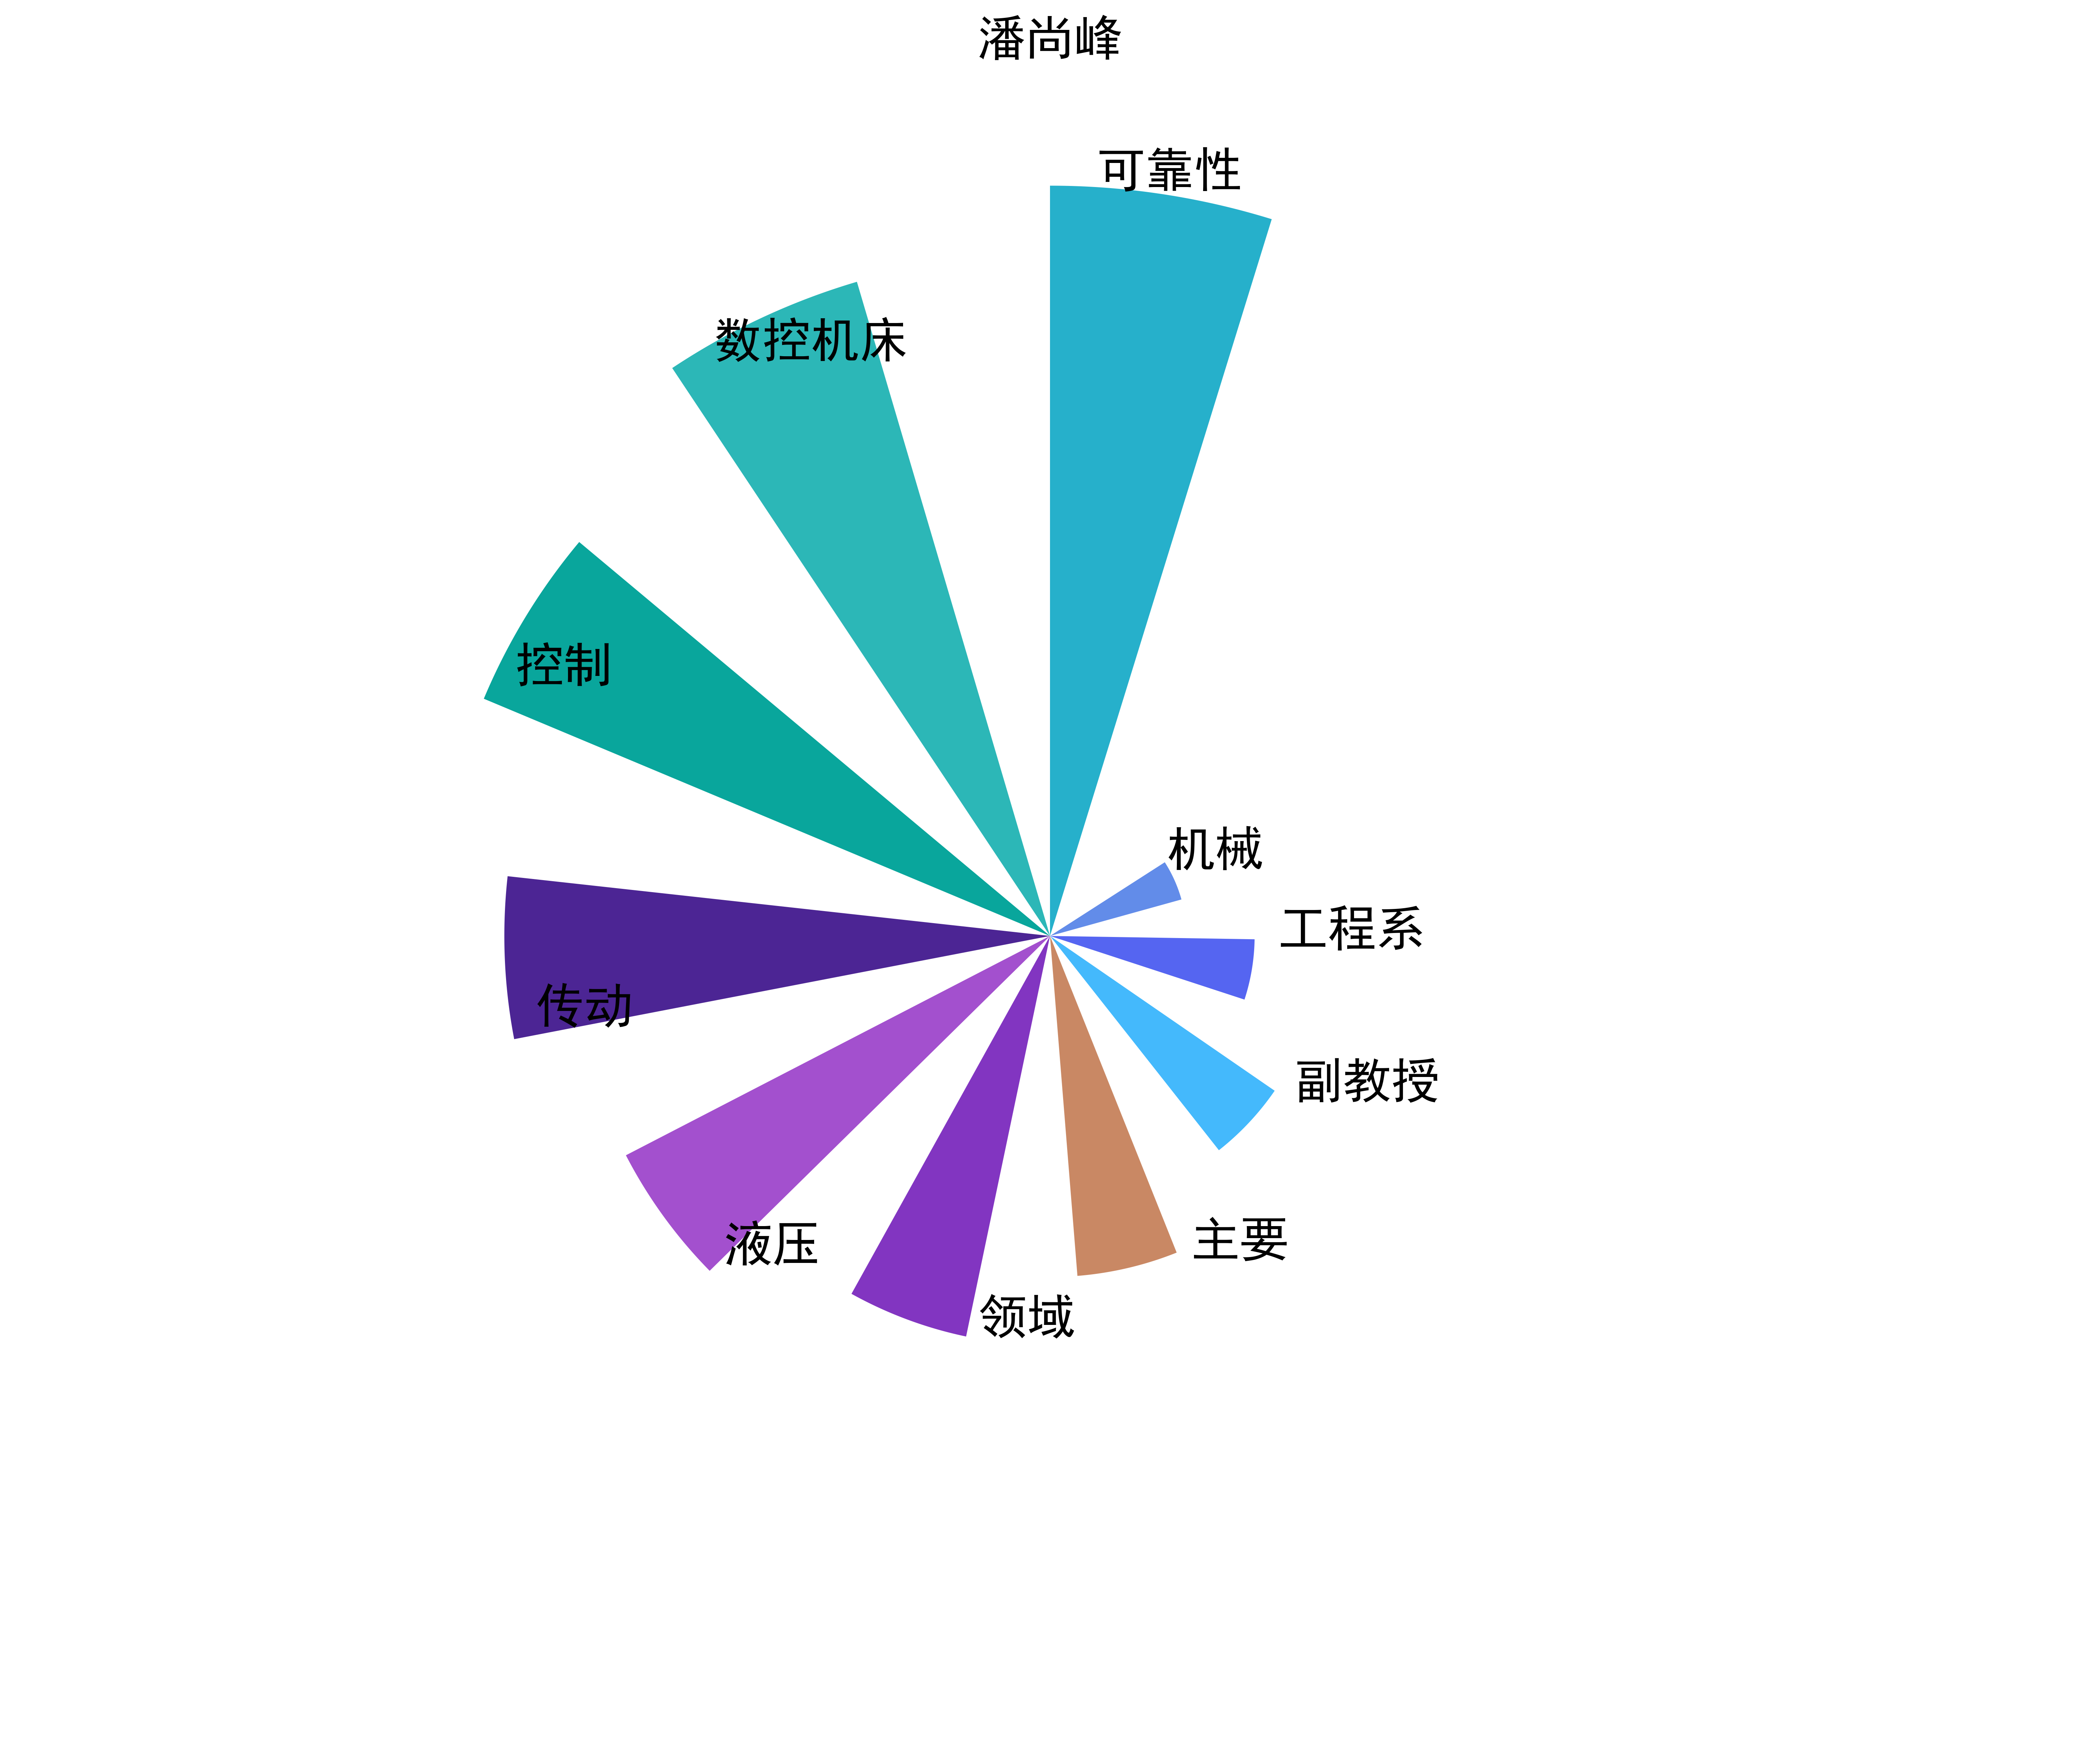 潘尚峰
可靠性
数控机床
控制
机械
工程系
传动
副教授
液压
主要
领域